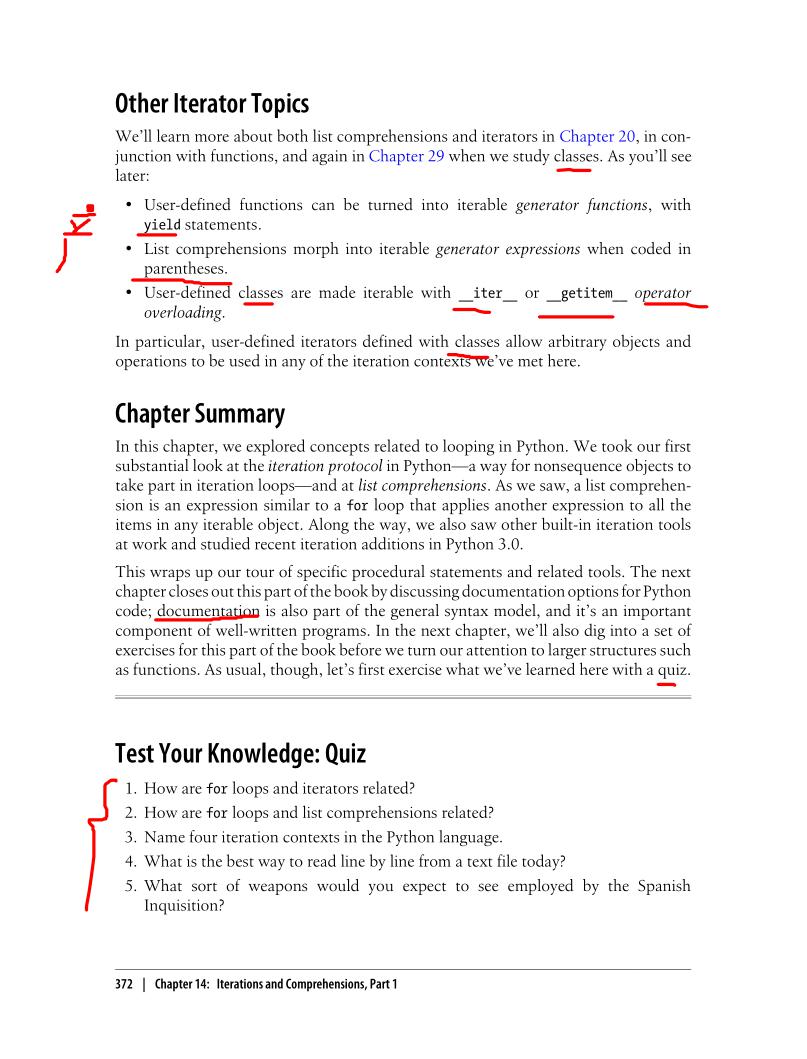 Other Iterator Topics
We'll learn more about both list comprehensions and iterators in Chapter 20, in con-
junction with functions, and again in Chapter 29 when we study classes. As you'll see
later:
• User-defined functions can be turned into iterable generator functions, with
yield statements.
• List comprehensions morph into iterable generator expressions when coded in
parentheses.
• User-defined classes are made iterable with __iter__ or __getitem__ operator
overloading.
In particular, user-defined iterators defined with classes allow arbitrary objects and
operations to be used in any of the iteration contexts we've met here.
Chapter Summary
In this chapter, we explored concepts related to looping in Python. We took our first
substantial look at the iteration protocol in Python—a way for nonsequence objects to
take part in iteration loops—and at list comprehensions. As we saw, a list comprehen-
sion is an expression similar to a for loop that applies another expression to all the
items in any iterable object. Along the way, we also saw other built-in iteration tools
at work and studied recent iteration additions in Python 3.0.
This wraps up our tour of specific procedural statements and related tools. The next
chapter closes out this part of the book by discussing documentation options for Python
code; documentation is also part of the general syntax model, and it's an important
component of well-written programs. In the next chapter, we'll also dig into a set of
exercises for this part of the book before we turn our attention to larger structures such
as functions. As usual, though, let's first exercise what we've learned here with a quiz.
Test Your Knowledge: Quiz
1. How are for loops and iterators related?
2. How are for loops and list comprehensions related?
3. Name four iteration contexts in the Python language.
4. What is the best way to read line by line from a text file today?
5. What sort of weapons would you expect to see employed by the Spanish
Inquisition?
372 | Chapter 14: Iterations and Comprehensions, Part 1